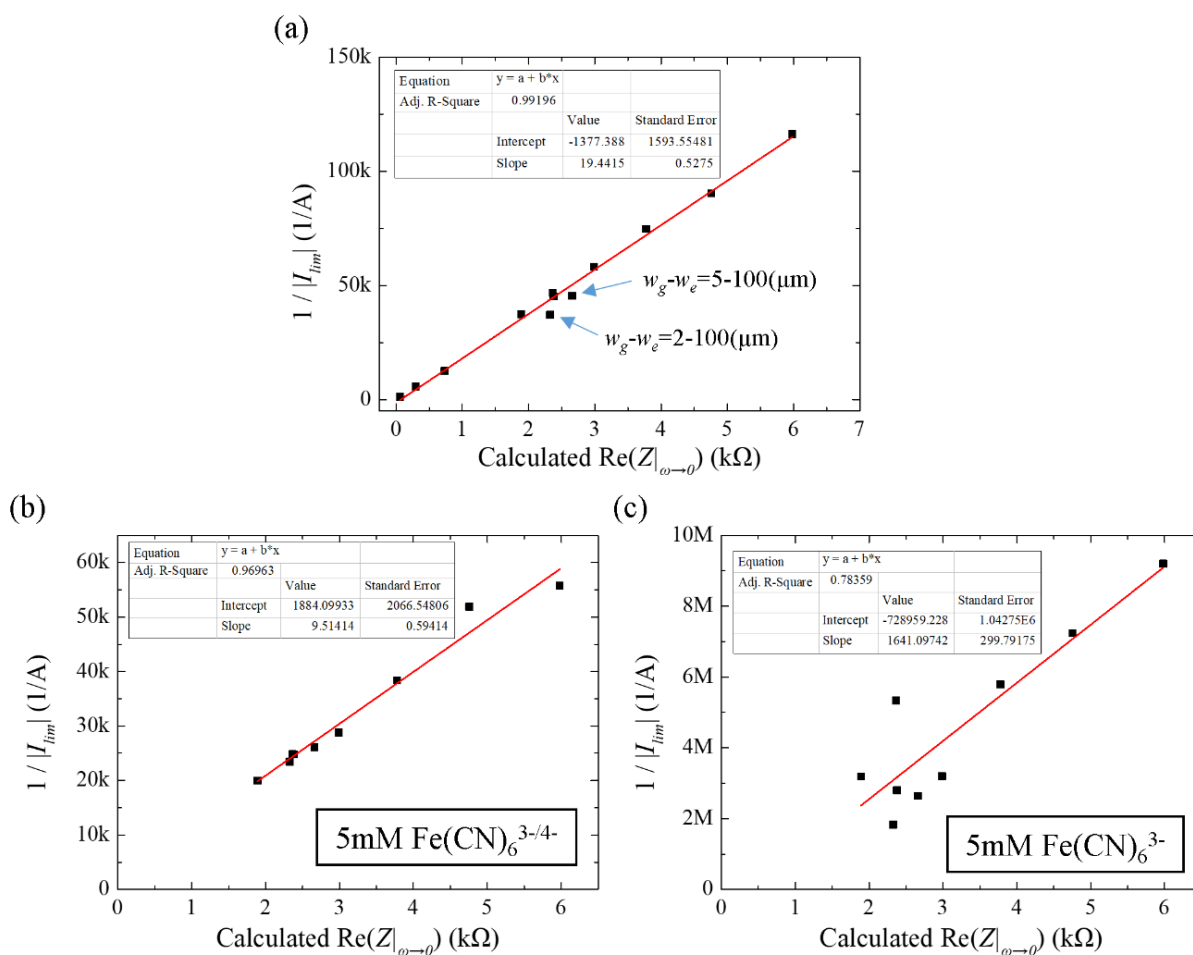 (a)
150k
100k
50k
0
1 / |I_lim| (1/A)
Equation y = a + b*x
Adj. R-Square 0.99196
Value Standard Error
Intercept -1377.388 1593.55481
Slope 19.4415 0.5275
w_g-w_e=5-100(μm)
w_g-w_e=2-100(μm)
0 1 2 3 4 5 6 7
Calculated Re(Z|_ω→0) (kΩ)
(b)
60k
50k
40k
30k
20k
10k
0
1 / |I_lim| (1/A)
Equation y = a + b*x
Adj. R-Square 0.96963
Value Standard Error
Intercept 1884.09933 2066.54806
Slope 9.51414 0.59414
5mM Fe(CN)₆³⁻/⁴⁻
0 1 2 3 4 5 6
Calculated Re(Z|_ω→0) (kΩ)
(c)
10M
8M
6M
4M
2M
0
1 / |I_lim| (1/A)
Equation y = a + b*x
Adj. R-Square 0.78359
Value Standard Error
Intercept -728959.228 1.04275E6
Slope 1641.09742 299.79175
5mM Fe(CN)₆³⁻
0 1 2 3 4 5 6
Calculated Re(Z|_ω→0) (kΩ)